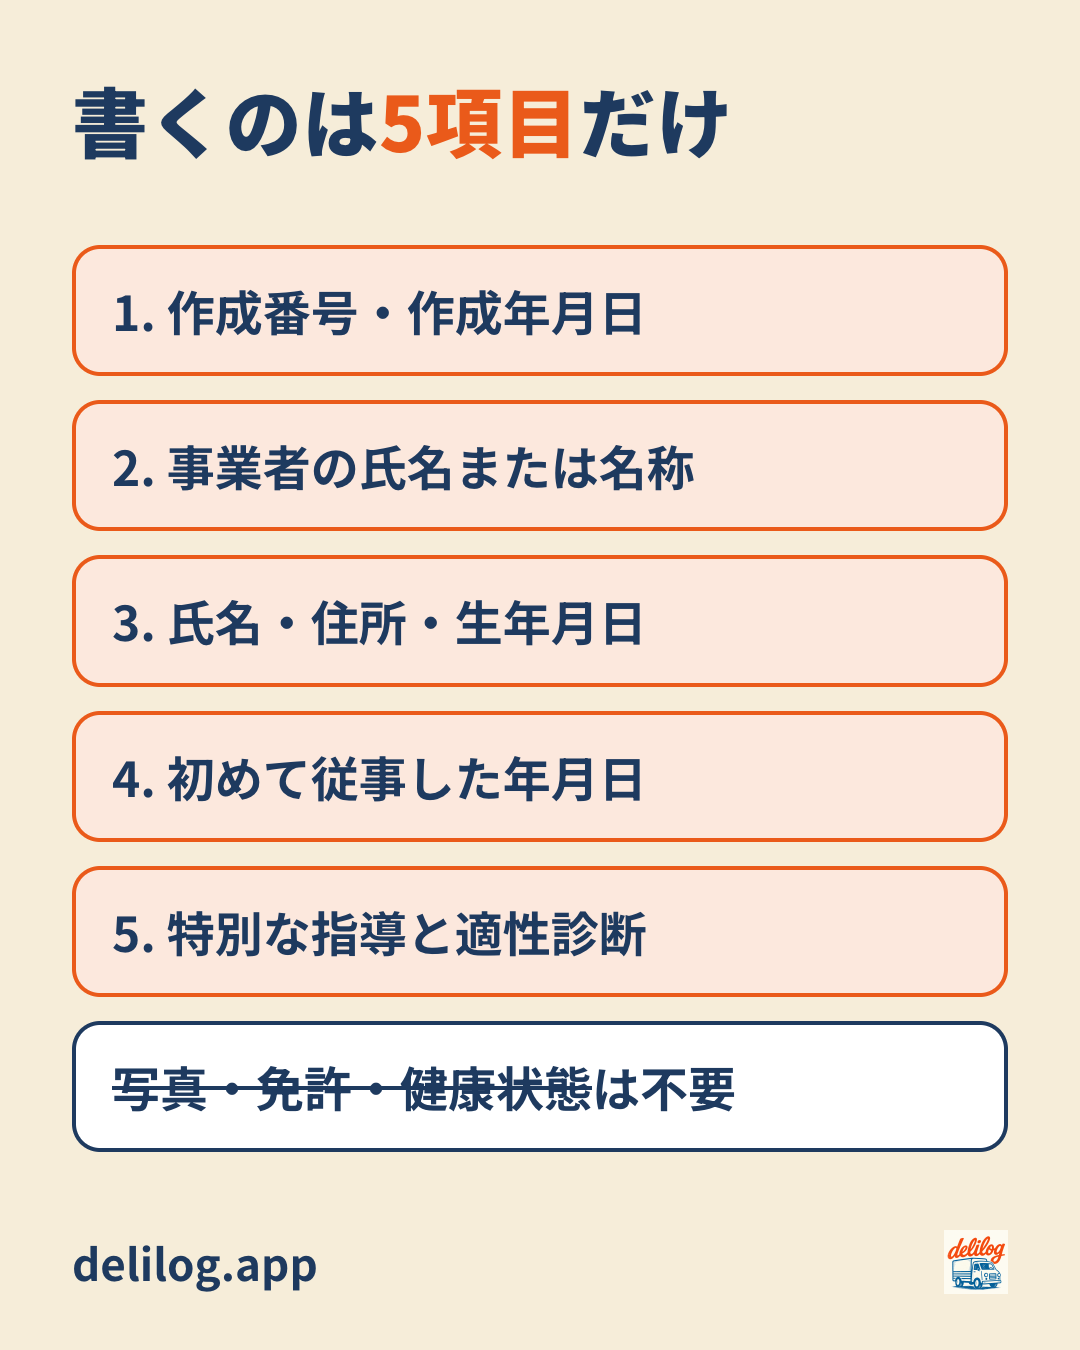 書くのは5項目だけ
1. 作成番号・作成年月日
2. 事業者の氏名または名称
3. 氏名・住所・生年月日
4. 初めて従事した年月日
5. 特別な指導と適性診断
写真・免許・健康状態は不要
delilog.app
delilog